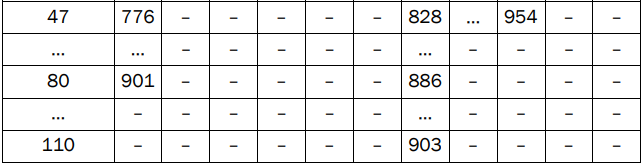 47 776 – – – – – 828 ... 954 – –
... ... – – – – – ... – – – –
80 901 – – – – – 886 – – – –
... – – – – – – ... – – – –
110 – – – – – – 903 – – – –